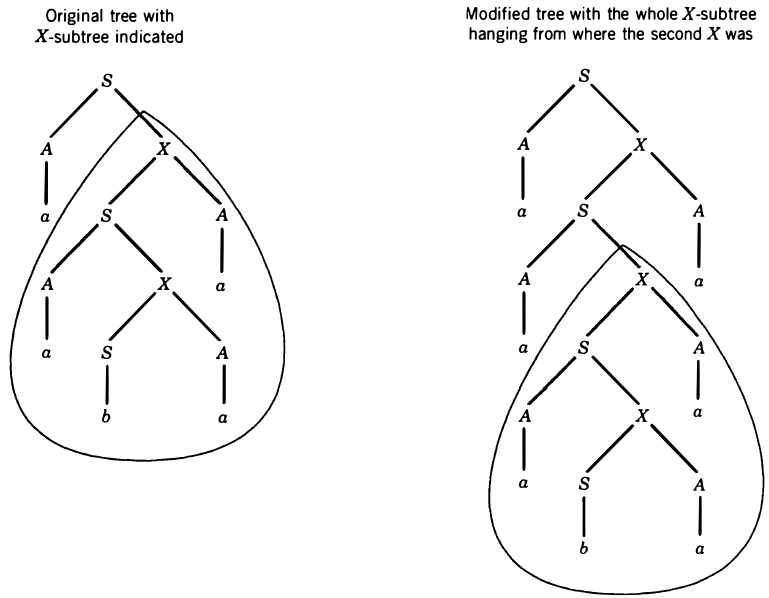 Original tree with
X-subtree indicated
S
A X
a S A
A X a
a S A
b a
Modified tree with the whole X-subtree
hanging from where the second X was
S
A X
a S A
A X a
a S A
A X a
a S A
b a